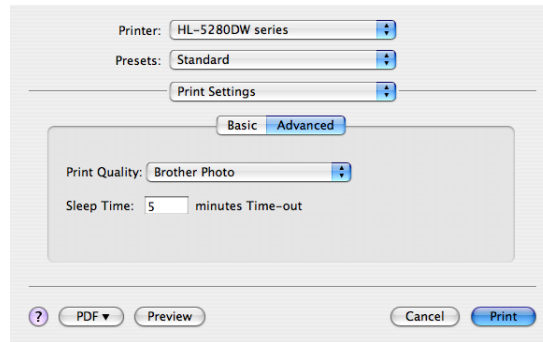 Printer: HL-5280DW series
Presets: Standard
Print Settings
Basic Advanced
Print Quality: Brother Photo
Sleep Time: 5 minutes Time-out
? PDF ▼ Preview Cancel Print